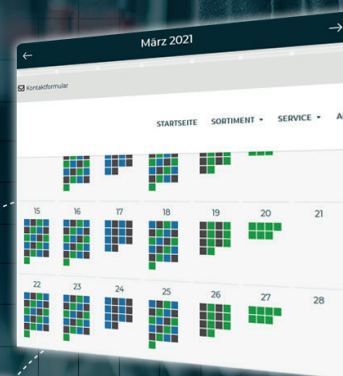 ← März 2021 →
Kontaktformular
STARTSEITE SORTIMENT SERVICE
15 16 17 18 19 20 21
22 23 24 25 26 27 28